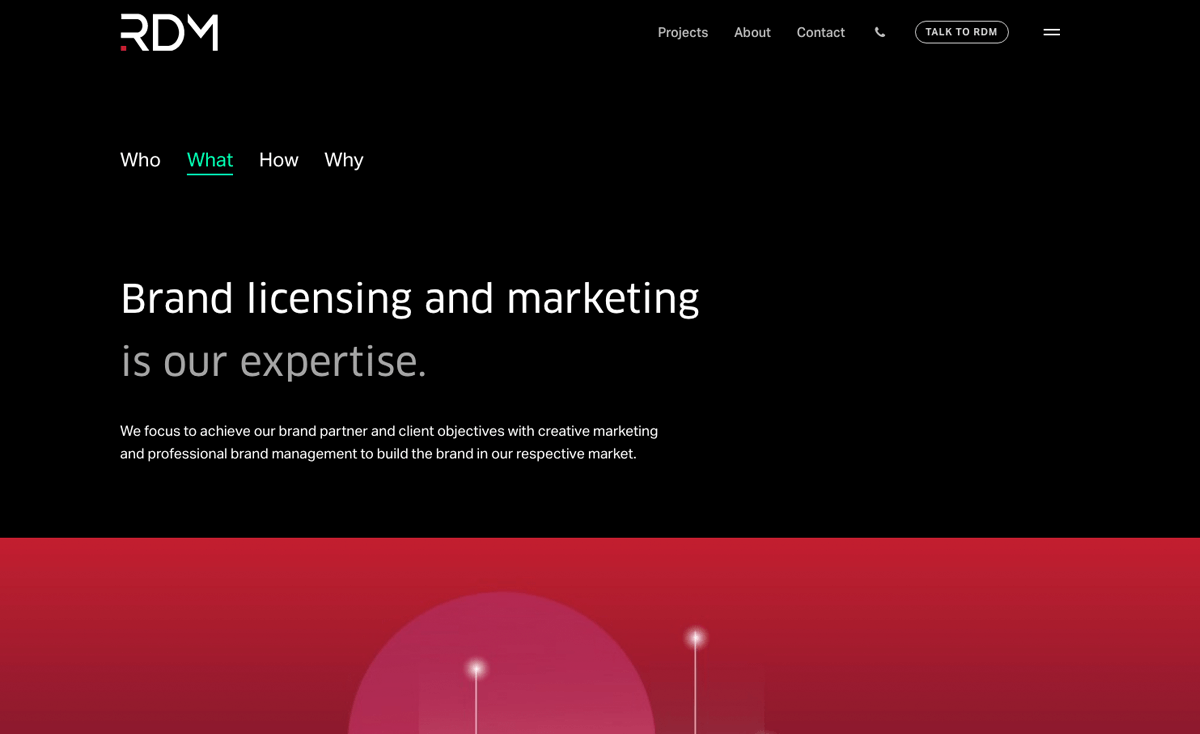 RDM
Projects About Contact TALK TO RDM
Who What How Why
Brand licensing and marketing
is our expertise.
We focus to achieve our brand partner and client objectives with creative marketing
and professional brand management to build the brand in our respective market.